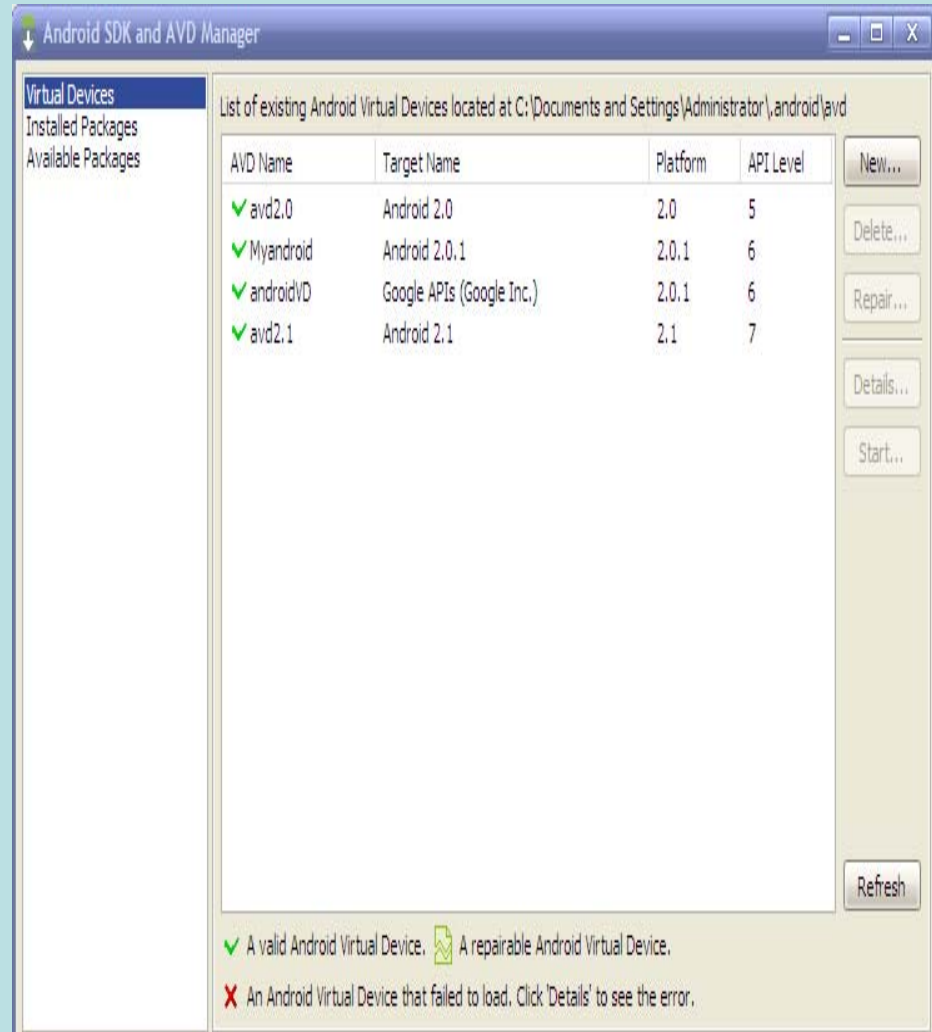 Android SDK and AVD Manager
Virtual Devices
Installed Packages
Available Packages
List of existing Android Virtual Devices located at C:\Documents and Settings\Administrator\.android\avd
AVD Name Target Name Platform API Level
avd2.0 Android 2.0 2.0 5
Myandroid Android 2.0.1 2.0.1 6
androidVD Google APIs (Google Inc.) 2.0.1 6
avd2.1 Android 2.1 2.1 7
New...
Delete...
Repair...
Details...
Start...
Refresh
A valid Android Virtual Device. A repairable Android Virtual Device.
An Android Virtual Device that failed to load. Click 'Details' to see the error.